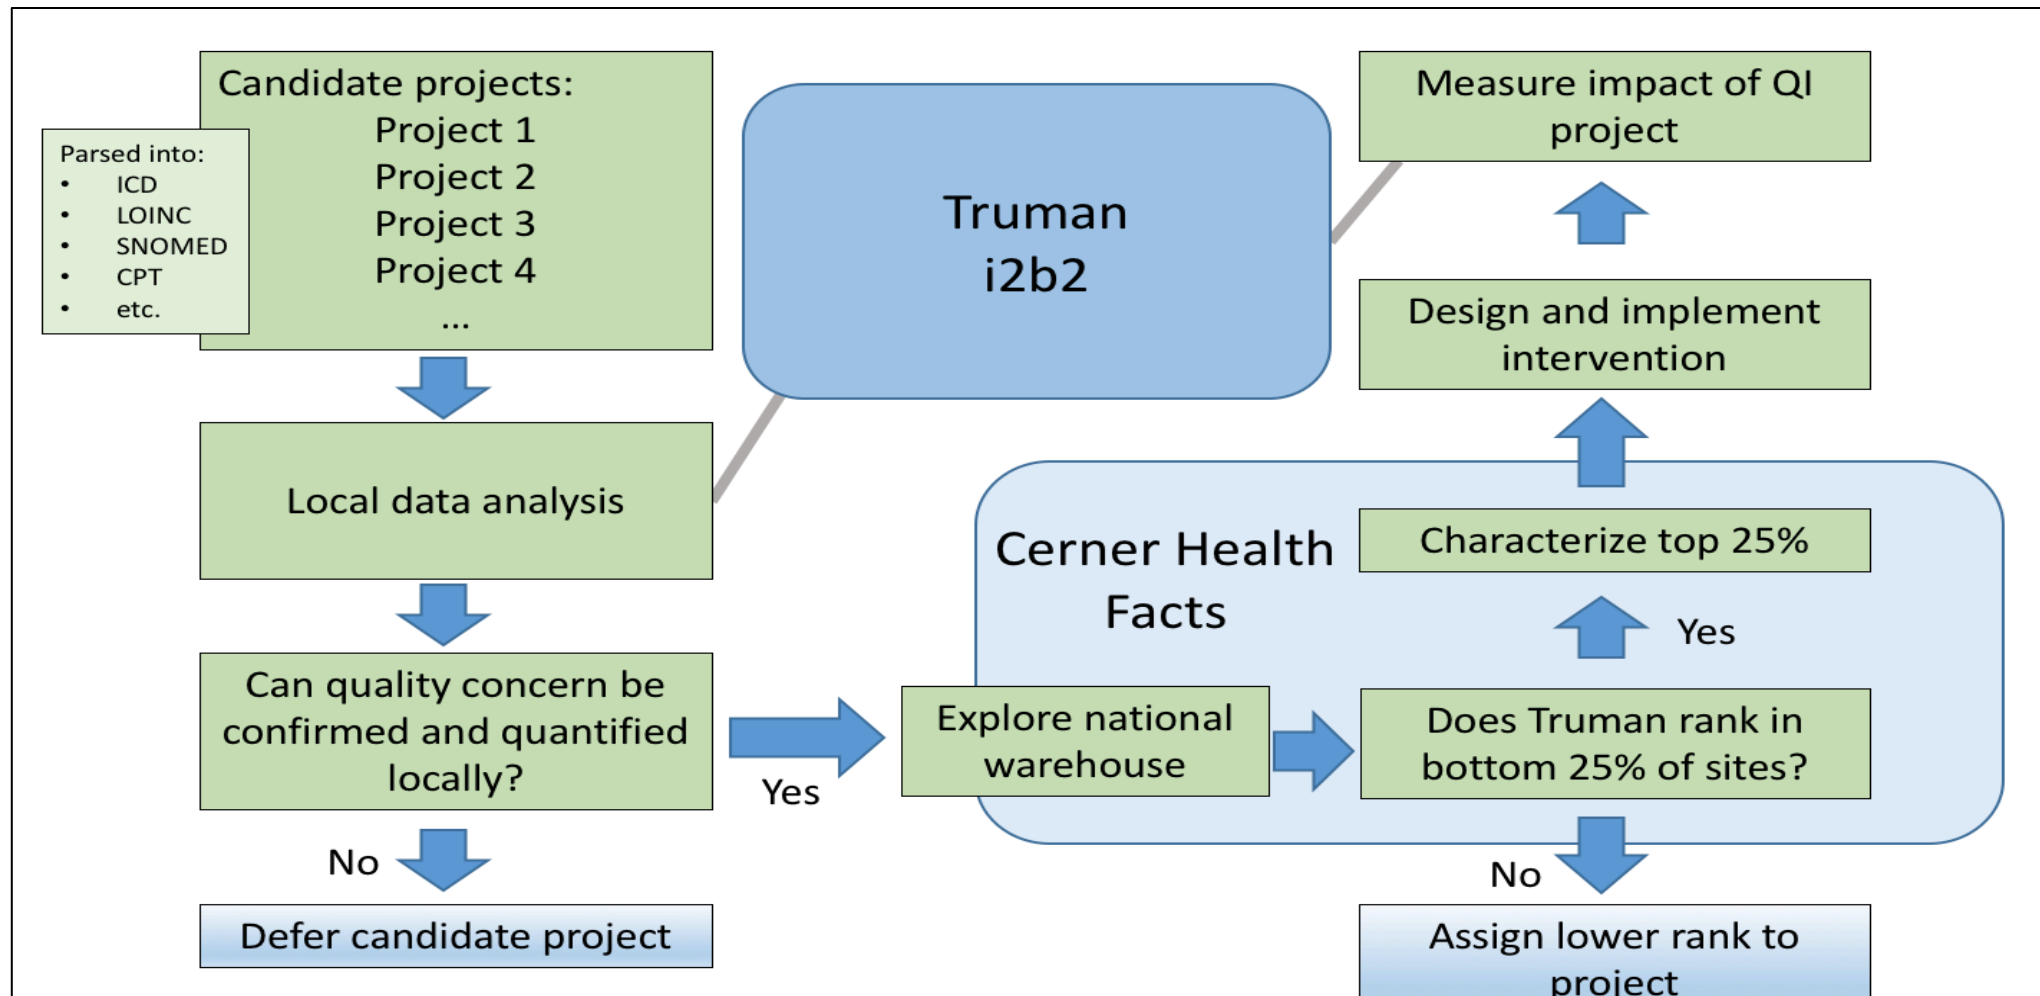 Candidate projects:
Project 1
Project 2
Project 3
Project 4
...
Parsed into:
• ICD
• LOINC
• SNOMED
• CPT
• etc.
Local data analysis
Can quality concern be
confirmed and quantified
locally?
No
Defer candidate project
Yes
Truman
i2b2
Cerner Health
Facts
Explore national
warehouse
Does Truman rank in
bottom 25% of sites?
No
Assign lower rank to
project
Yes
Characterize top 25%
Design and implement
intervention
Measure impact of QI
project